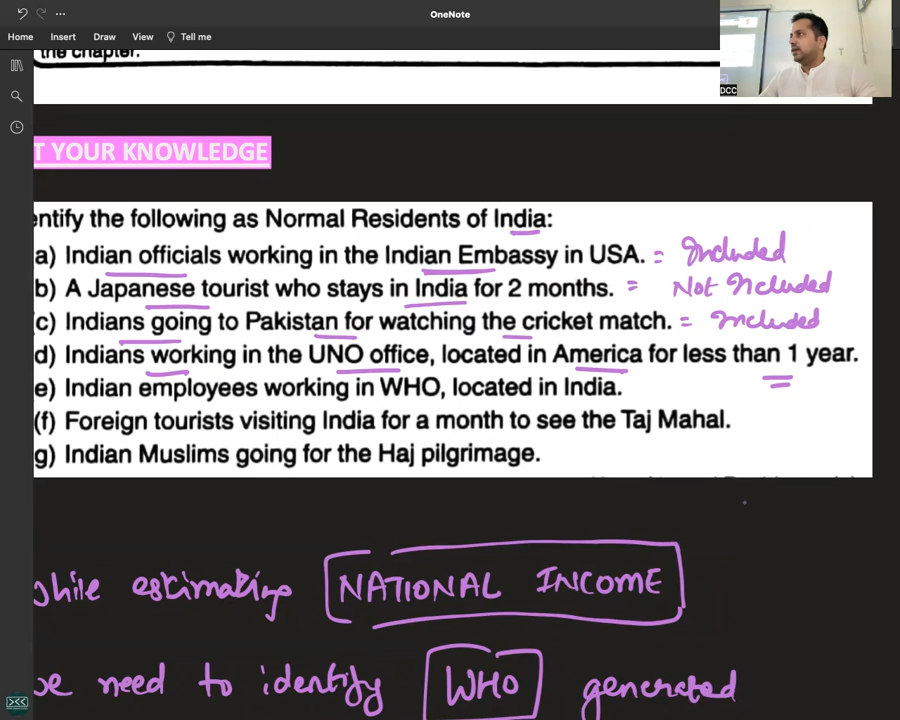 OneNote
Home Insert Draw View Tell me
the chapter.
DCC
T YOUR KNOWLEDGE
entify the following as Normal Residents of India:
a) Indian officials working in the Indian Embassy in USA. = Included
b) A Japanese tourist who stays in India for 2 months. = Not Included
(c) Indians going to Pakistan for watching the cricket match. = Included
d) Indians working in the UNO office, located in America for less than 1 year.
e) Indian employees working in WHO, located in India.
(f) Foreign tourists visiting India for a month to see the Taj Mahal.
g) Indian Muslims going for the Haj pilgrimage.
while estimating NATIONAL INCOME
we need to identify WHO generated